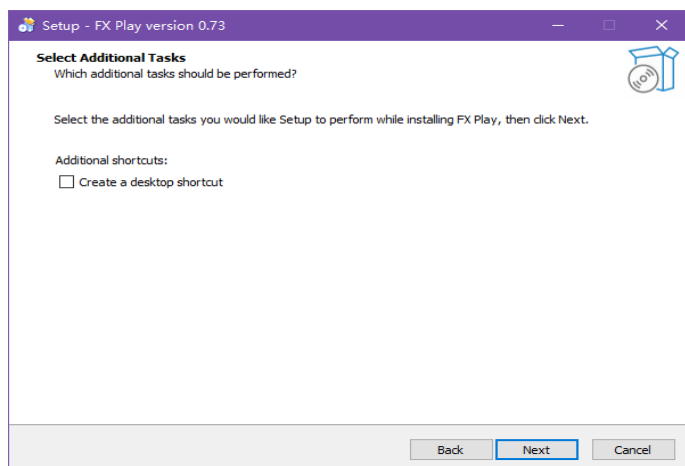 Setup - FX Play version 0.73
Select Additional Tasks
Which additional tasks should be performed?
Select the additional tasks you would like Setup to perform while installing FX Play, then click Next.
Additional shortcuts:
Create a desktop shortcut
Back Next Cancel